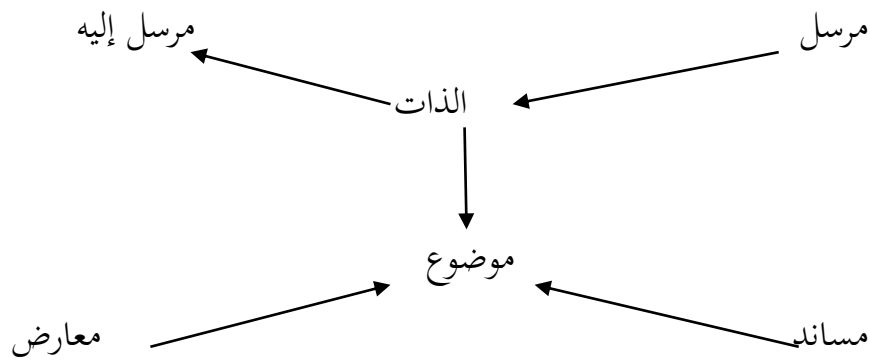 مرسل
مرسل إليه
الذات
موضوع
مساند
معارض